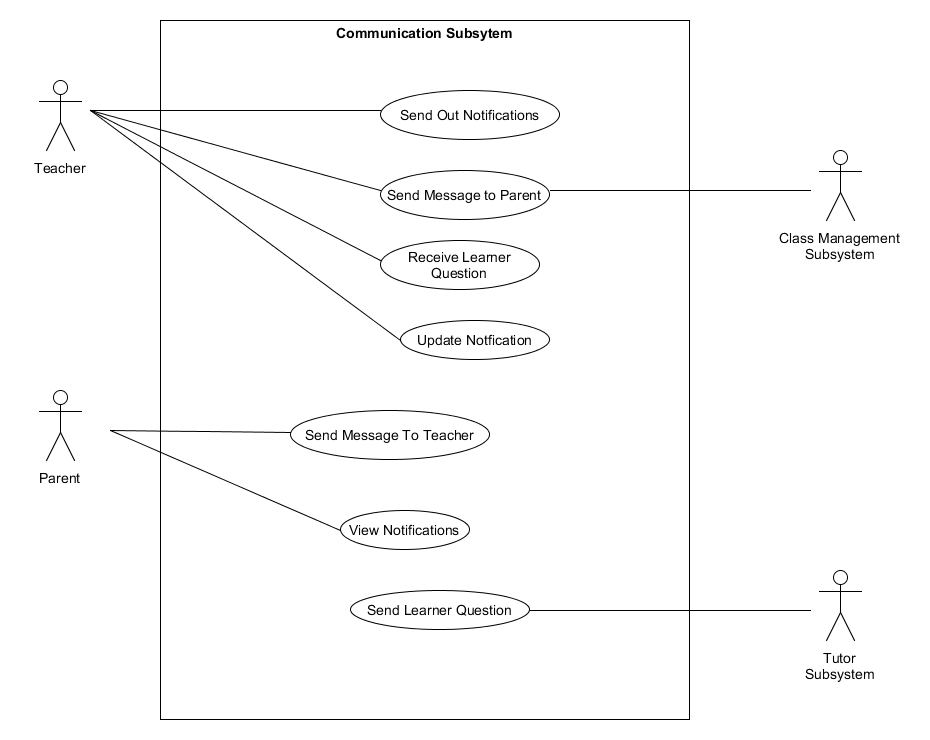 Communication Subsytem
Send Out Notifications
Teacher
Send Message to Parent
Class Management
Subsystem
Receive Learner
Question
Update Notfication
Send Message To Teacher
Parent
View Notifications
Send Learner Question
Tutor
Subsystem